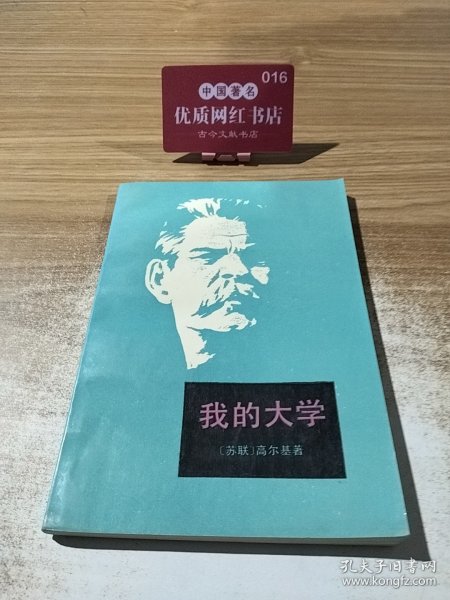 016
中国著名
优质网红书店
古今文献书店
我的大学
〔苏联〕高尔基著
孔夫子旧书网
www.kongfz.com